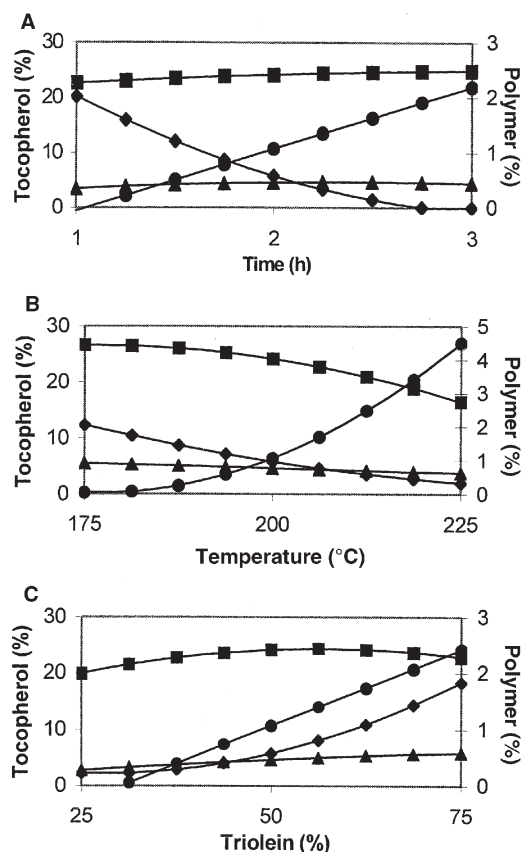 A
30
20
10
0
Tocopherol (%)
3
2
1
0
Polymer (%)
1
2
3
Time (h)
B
30
20
10
0
Tocopherol (%)
5
4
3
2
1
0
Polymer (%)
175
200
225
Temperature (°C)
C
30
20
10
0
Tocopherol (%)
3
2
1
0
Polymer (%)
25
50
75
Triolein (%)